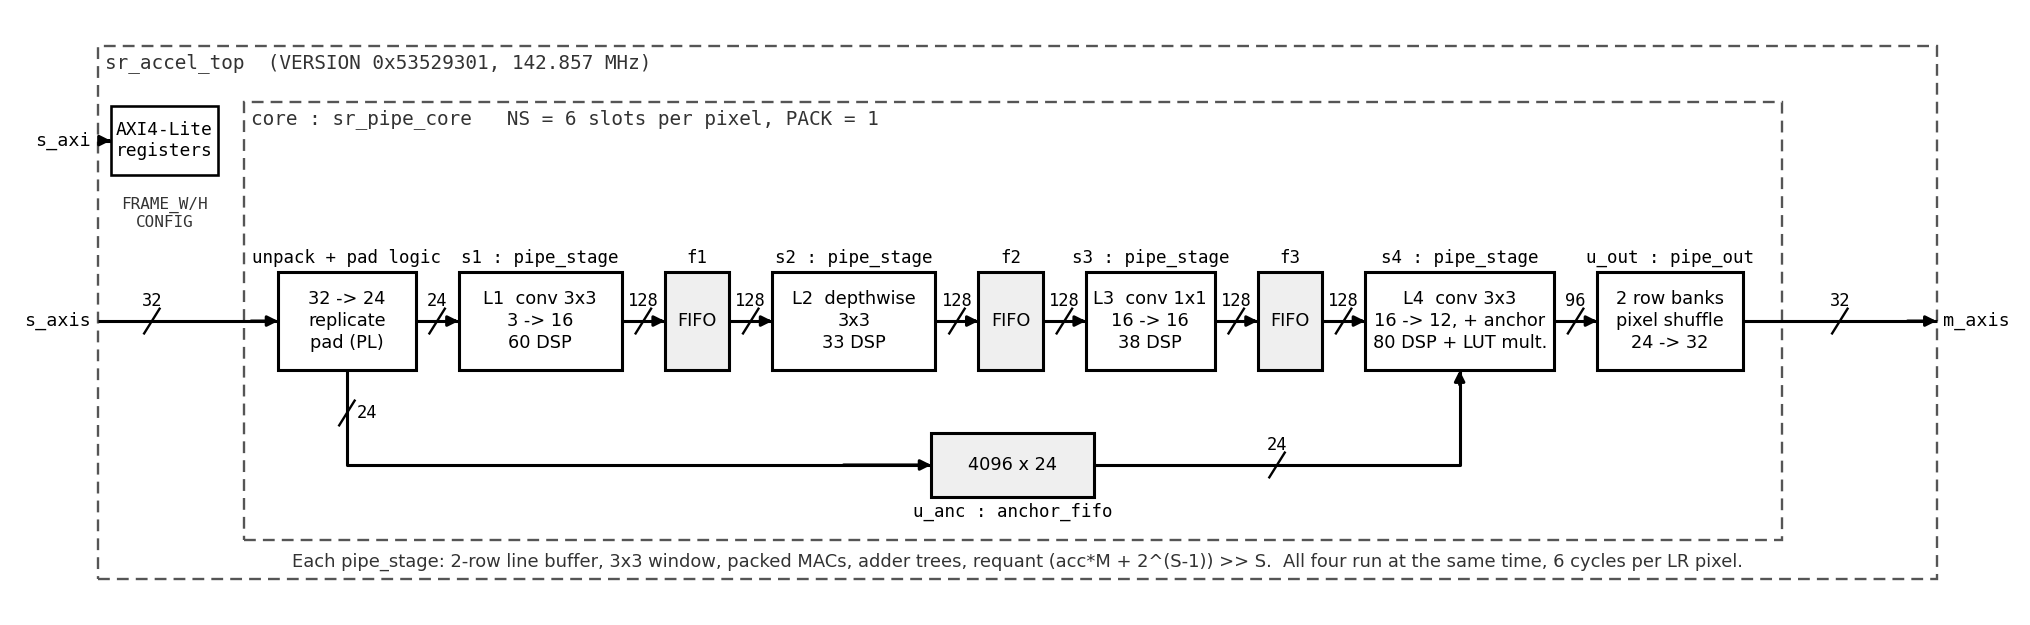 sr_accel_top  (VERSION 0x53529301, 142.857 MHz)
core : sr_pipe_core   NS = 6 slots per pixel, PACK = 1
s_axi
AXI4-Lite
registers
FRAME_W/H
CONFIG
s_axis
32
unpack + pad logic
32 -> 24
replicate
pad (PL)
24
s1 : pipe_stage
L1  conv 3x3
3 -> 16
60 DSP
128
f1
FIFO
128
s2 : pipe_stage
L2  depthwise
3x3
33 DSP
128
f2
FIFO
128
s3 : pipe_stage
L3  conv 1x1
16 -> 16
38 DSP
128
f3
FIFO
128
s4 : pipe_stage
L4  conv 3x3
16 -> 12, + anchor
80 DSP + LUT mult.
96
u_out : pipe_out
2 row banks
pixel shuffle
24 -> 32
32
m_axis
24
4096 x 24
24
u_anc : anchor_fifo
Each pipe_stage: 2-row line buffer, 3x3 window, packed MACs, adder trees, requant (acc*M + 2^(S-1)) >> S.  All four run at the same time, 6 cycles per LR pixel.